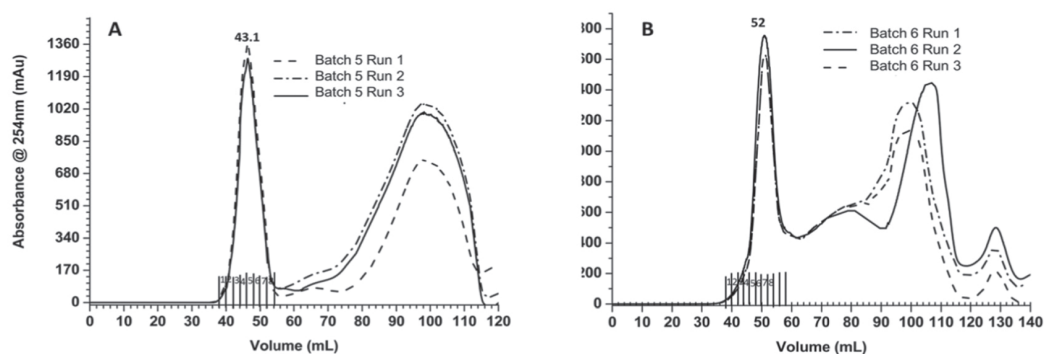 A
43.1
Batch 5 Run 1
Batch 5 Run 2
Batch 5 Run 3
Absorbance @ 254nm (mAu)
1360
1190
1020
850
680
510
340
170
0
0 10 20 30 40 50 60 70 80 90 100 110 120
Volume (mL)
B
52
Batch 6 Run 1
Batch 6 Run 2
Batch 6 Run 3
800
600
400
200
0
0 10 20 30 40 50 60 70 80 90 100 110 120 130 140
Volume (mL)